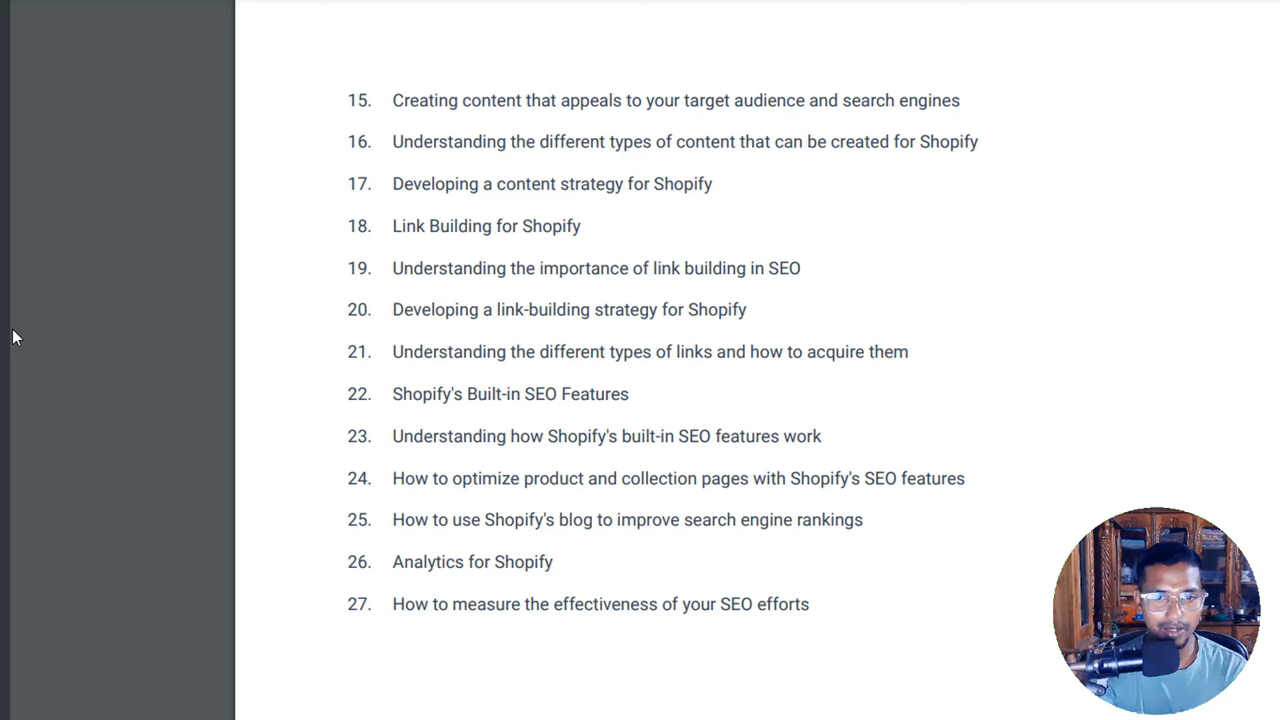 15. Creating content that appeals to your target audience and search engines
16. Understanding the different types of content that can be created for Shopify
17. Developing a content strategy for Shopify
18. Link Building for Shopify
19. Understanding the importance of link building in SEO
20. Developing a link-building strategy for Shopify
21. Understanding the different types of links and how to acquire them
22. Shopify's Built-in SEO Features
23. Understanding how Shopify's built-in SEO features work
24. How to optimize product and collection pages with Shopify's SEO features
25. How to use Shopify's blog to improve search engine rankings
26. Analytics for Shopify
27. How to measure the effectiveness of your SEO efforts